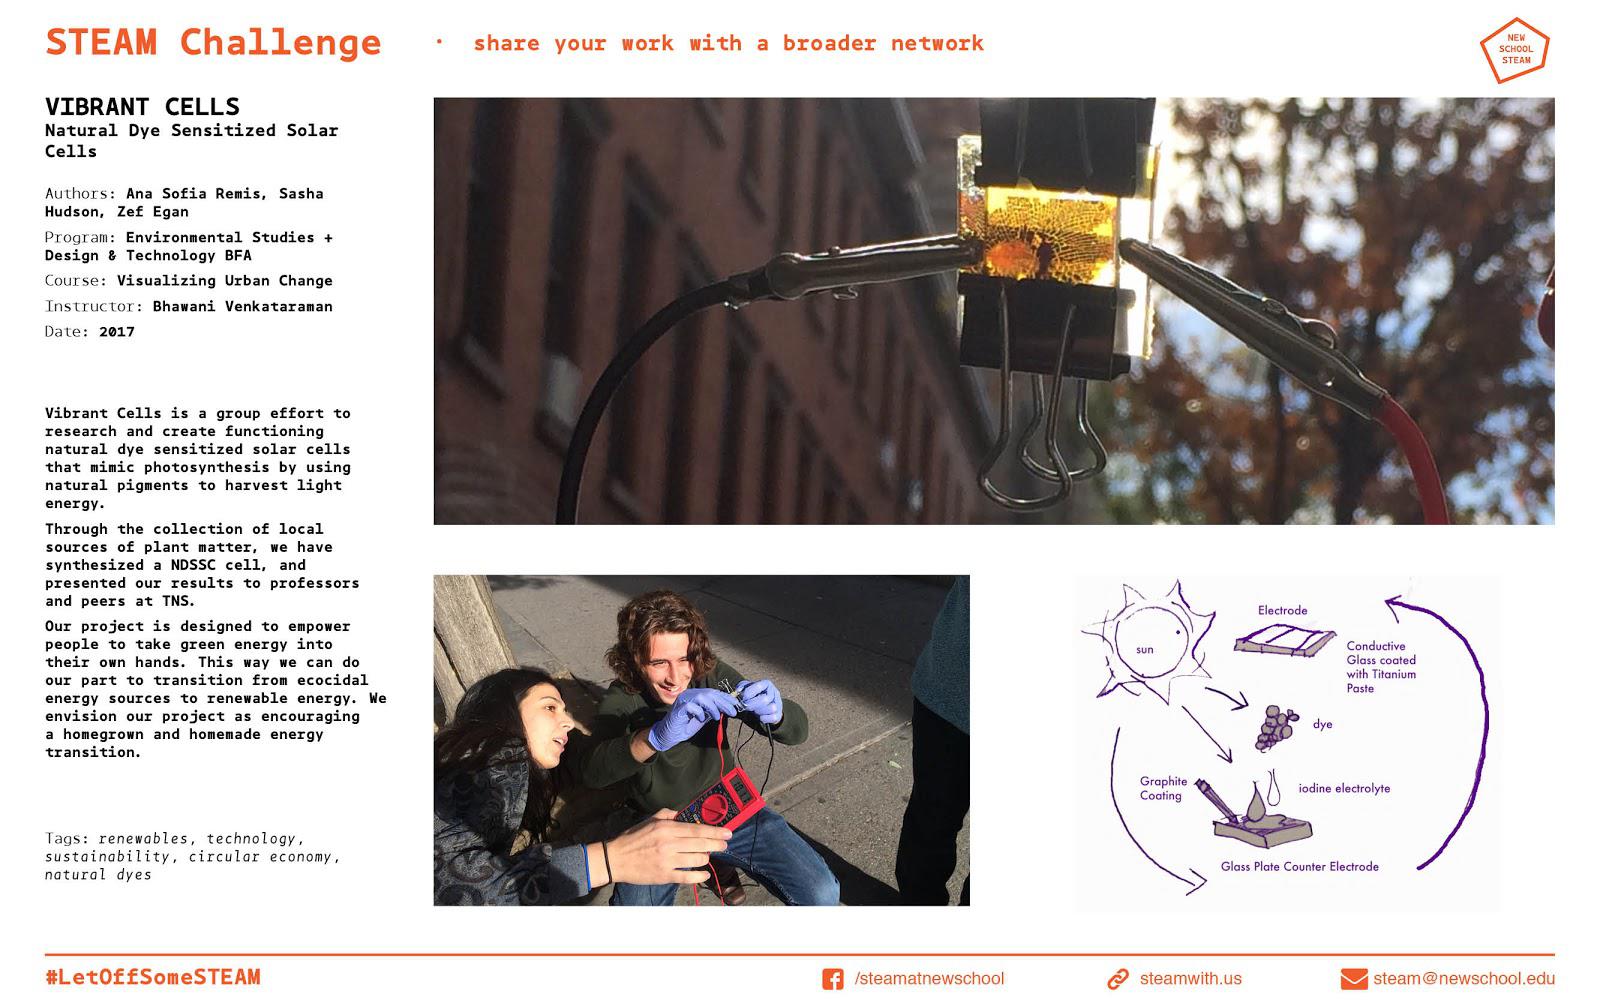 STEAM Challenge · share your work with a broader network
NEW
SCHOOL
STEAM
VIBRANT CELLS
Natural Dye Sensitized Solar
Cells
Authors: Ana Sofia Remis, Sasha
Hudson, Zef Egan
Program: Environmental Studies +
Design & Technology BFA
Course: Visualizing Urban Change
Instructor: Bhawani Venkataraman
Date: 2017
Vibrant Cells is a group effort to
research and create functioning
natural dye sensitized solar cells
that mimic photosynthesis by using
natural pigments to harvest light
energy.
Through the collection of local
sources of plant matter, we have
synthesized a NDSSC cell, and
presented our results to professors
and peers at TNS.
Our project is designed to empower
people to take green energy into
their own hands. This way we can do
our part to transition from ecocidal
energy sources to renewable energy. We
envision our project as encouraging
a homegrown and homemade energy
transition.
Tags: renewables, technology,
sustainability, circular economy,
natural dyes
sun
Electrode
Conductive
Glass coated
with Titanium
Paste
dye
Graphite
Coating
iodine electrolyte
Glass Plate Counter Electrode
#LetOffSomeSTEAM
/steamatnewschool
steamwith.us
steam@newschool.edu